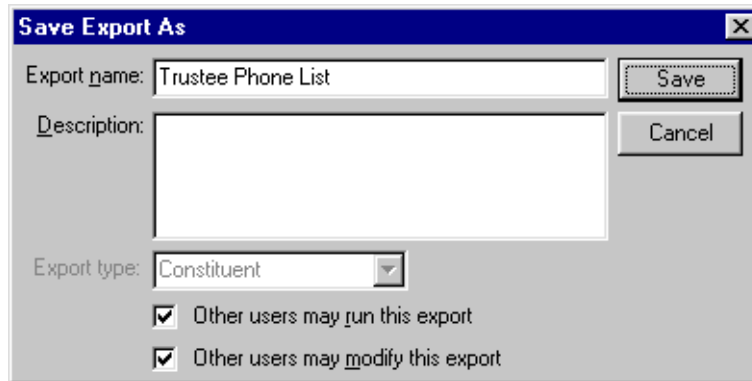 Save Export As
Export name: Trustee Phone List
Save
Description:
Cancel
Export type: Constituent
Other users may run this export
Other users may modify this export